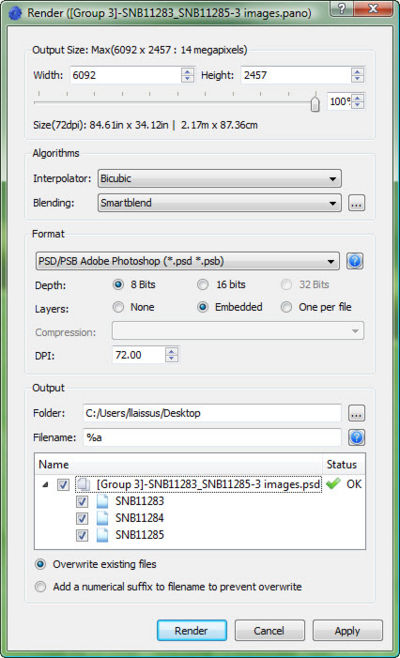 Render ([Group 3]-SNB11283_SNB11285-3 images.pano)
Output Size: Max(6092 x 2457 : 14 megapixels)
Width: 6092 Height: 2457
100°
Size(72dpi): 84.61in x 34.12in | 2.17m x 87.36cm
Algorithms
Interpolator: Bicubic
Blending: Smartblend ...
Format
PSD/PSB Adobe Photoshop (*.psd *.psb)
Depth: 8 Bits 16 bits 32 Bits
Layers: None Embedded One per file
Compression:
DPI: 72.00
Output
Folder: C:/Users/llaissus/Desktop ...
Filename: %a
Name Status
[Group 3]-SNB11283_SNB11285-3 images.psd OK
SNB11283
SNB11284
SNB11285
Overwrite existing files
Add a numerical suffix to filename to prevent overwrite
Render Cancel Apply